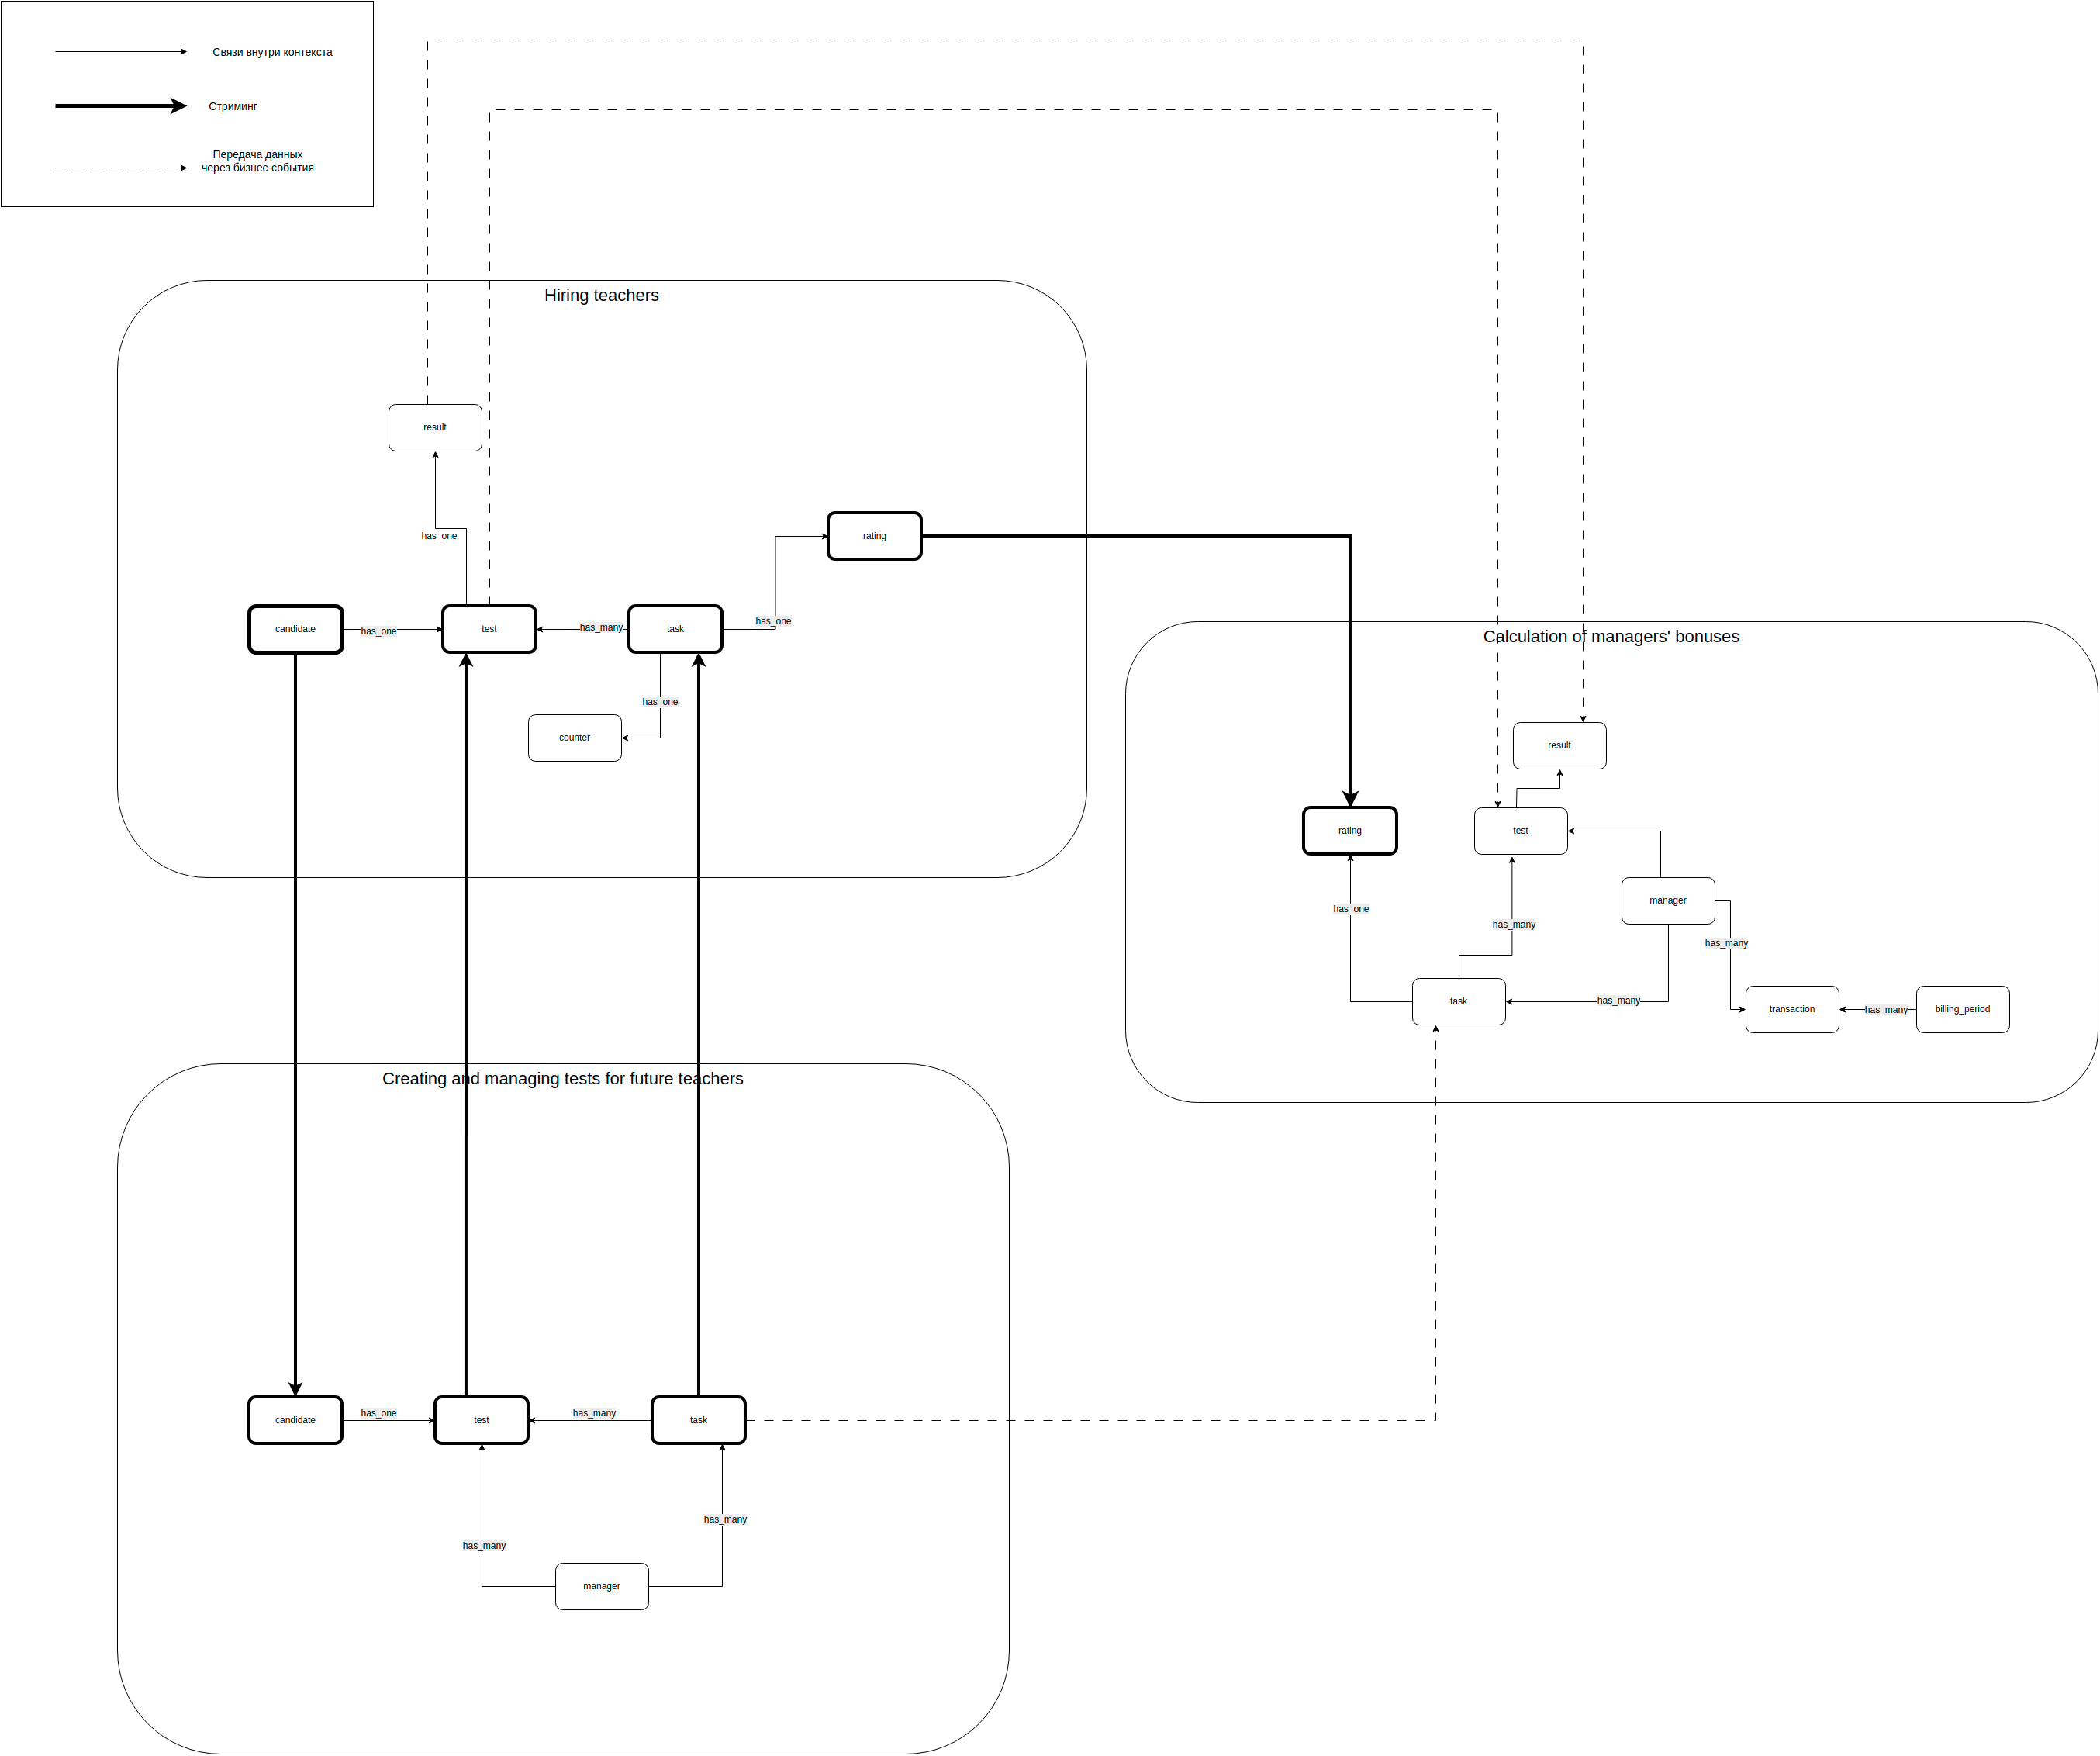 Связи внутри контекста
Стриминг
Передача данных
через бизнес-события
Hiring teachers
result
has_one
rating
candidate
has_one
test
has_many
task
has_one
has_one
counter
Calculation of managers' bonuses
result
rating
test
manager
has_one
has_many
has_many
task
has_many
transaction
has_many
billing_period
Creating and managing tests for future teachers
candidate
has_one
test
has_many
task
has_many
has_many
manager